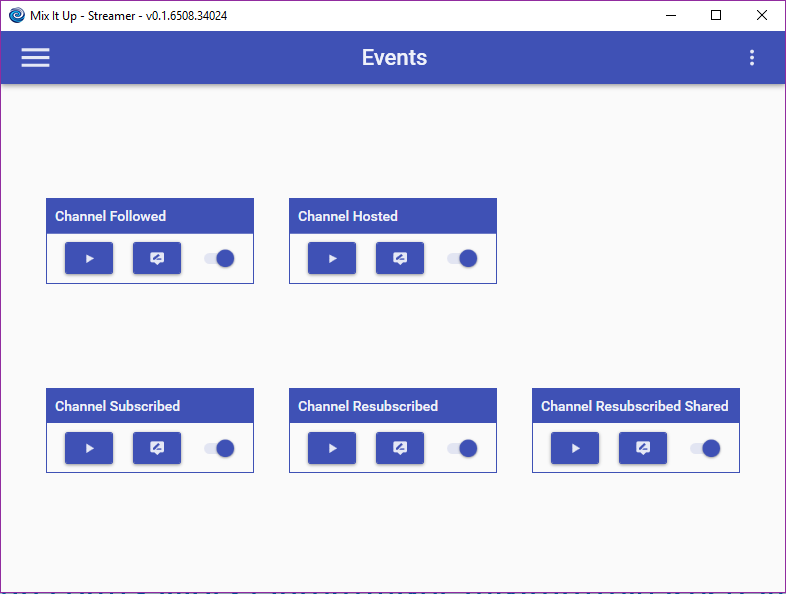 Mix It Up - Streamer - v0.1.6508.34024
Events
Channel Followed
Channel Hosted
Channel Subscribed
Channel Resubscribed
Channel Resubscribed Shared